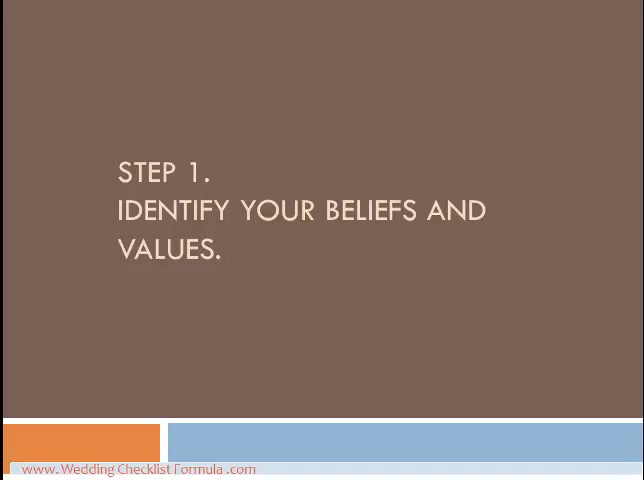 STEP 1.
IDENTIFY YOUR BELIEFS AND
VALUES.
www.Wedding Checklist Formula .com